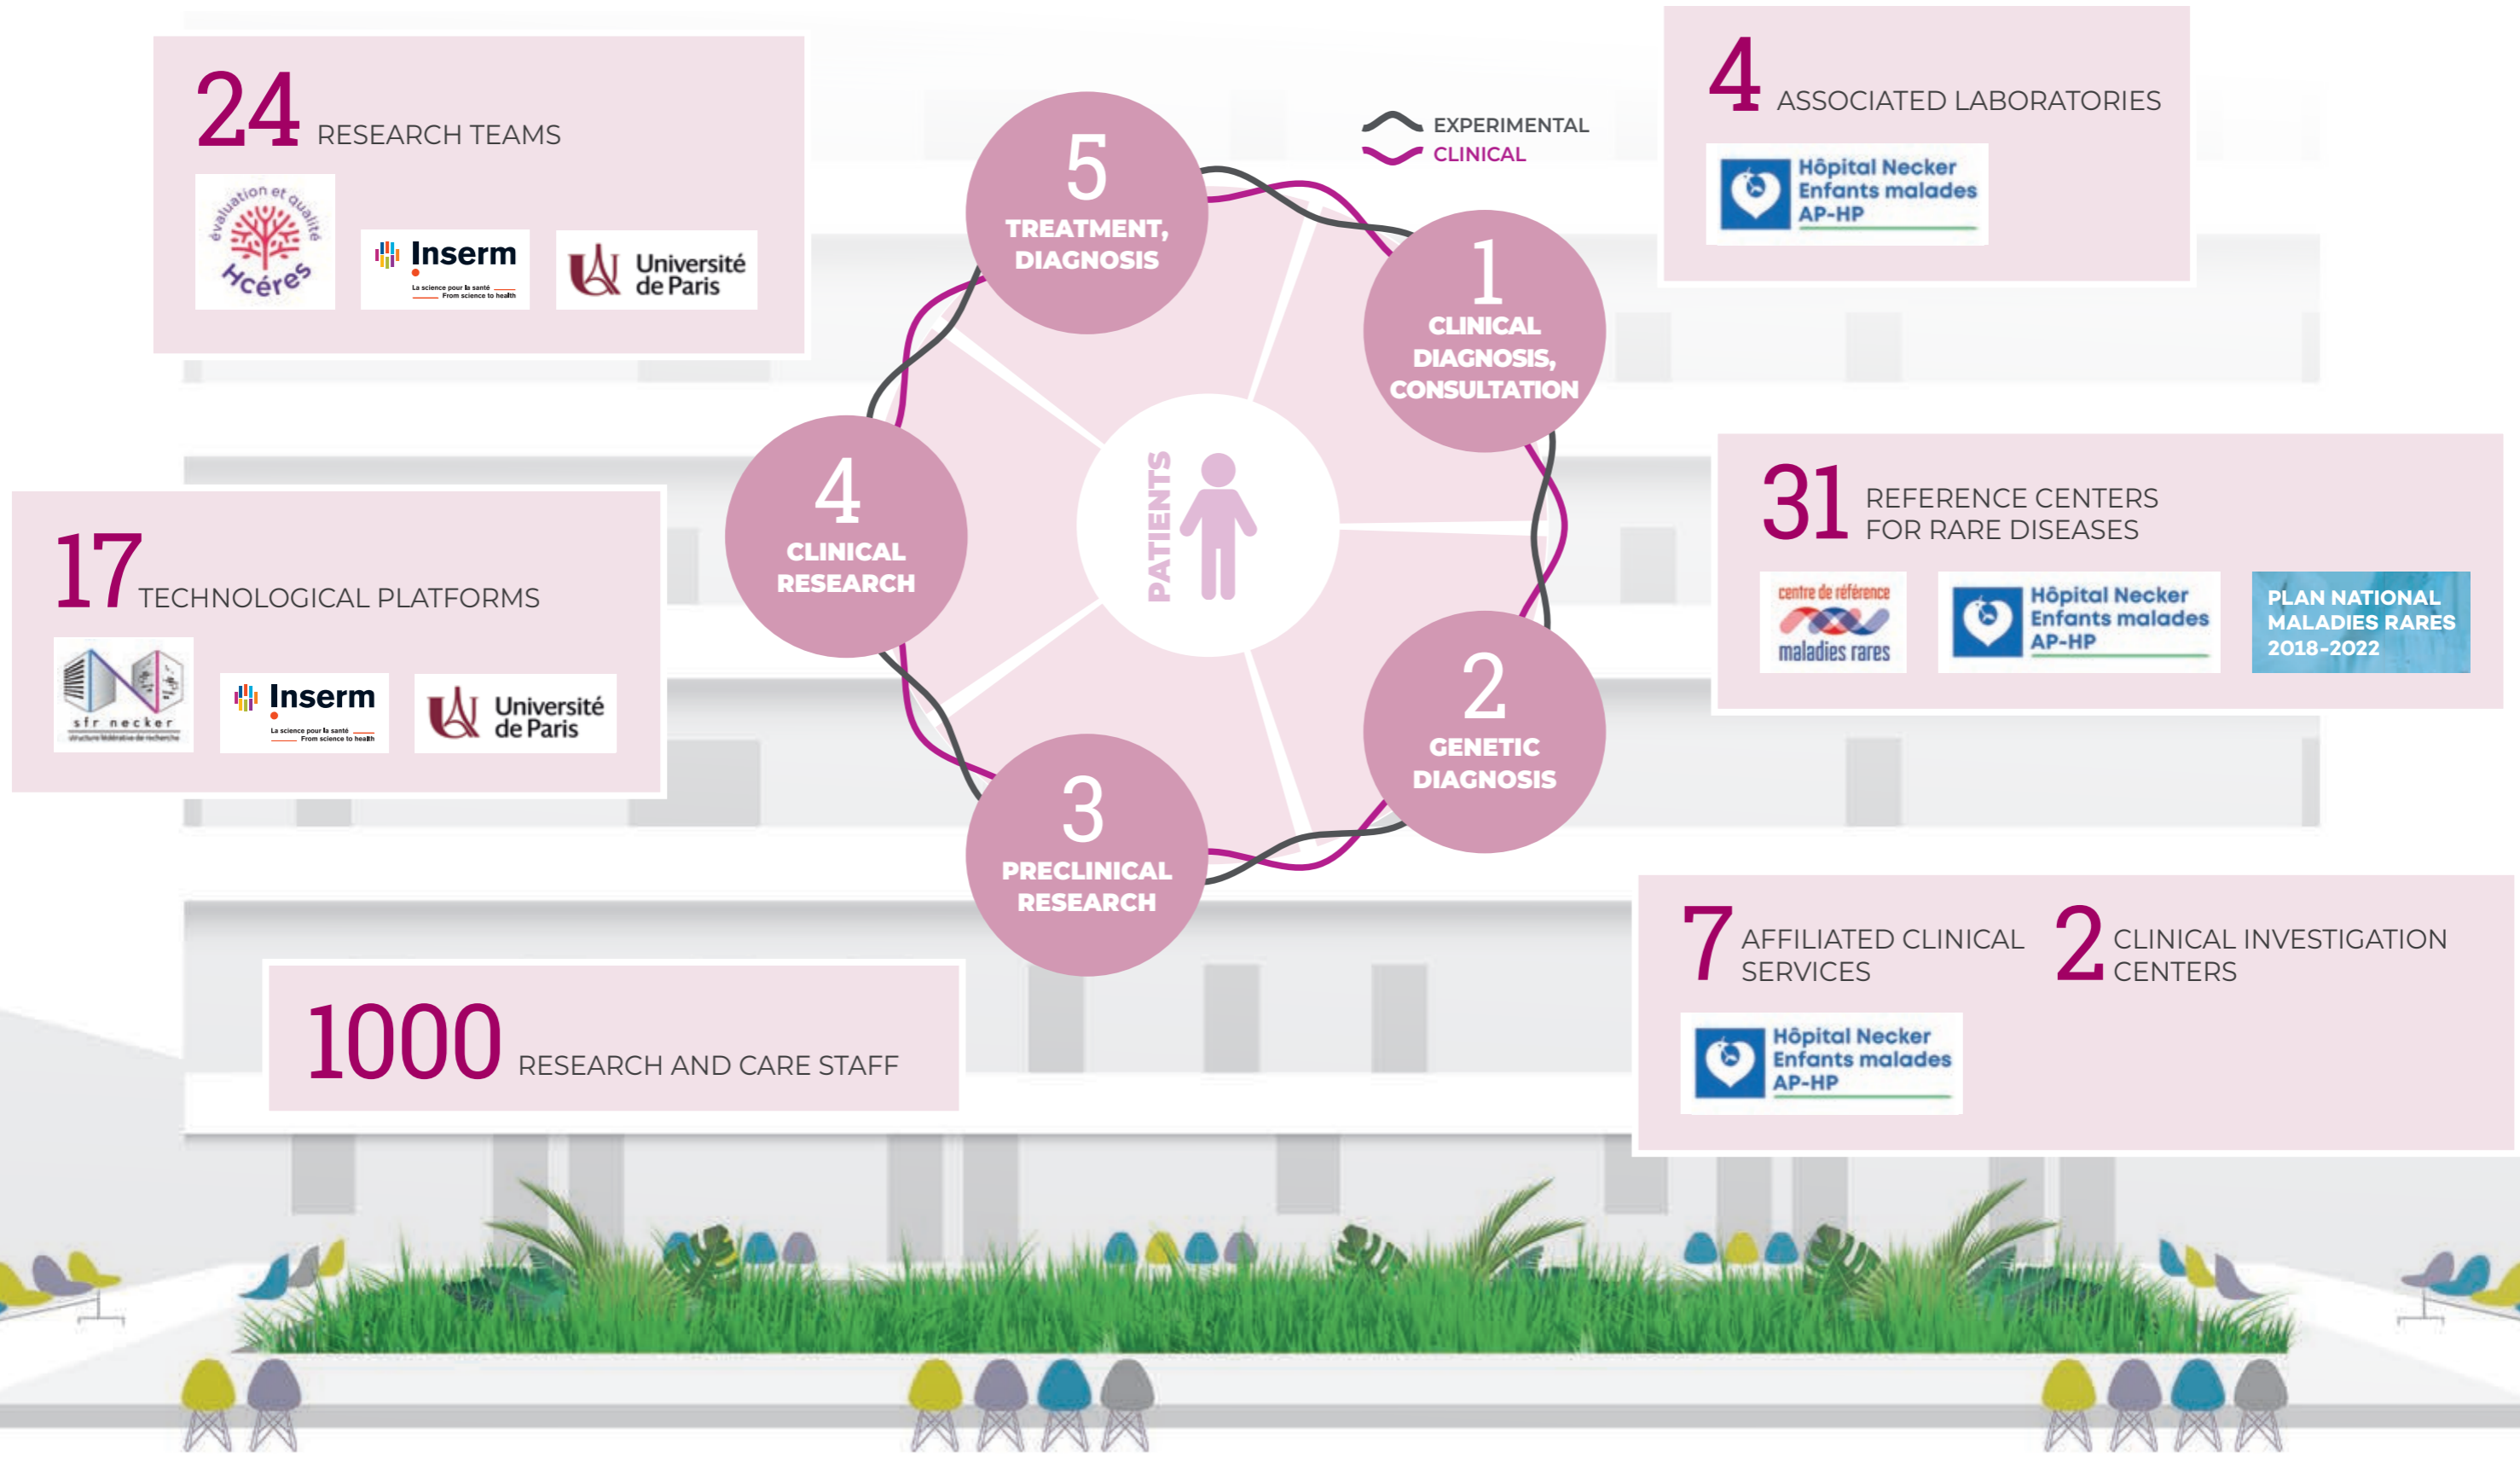 24 RESEARCH TEAMS
évaluation et qualité
Hcéres
Inserm
La science pour la santé
From science to health
Université
de Paris
17 TECHNOLOGICAL PLATFORMS
sfr necker
structure fédérative de recherche
Inserm
La science pour la santé
From science to health
Université
de Paris
1000 RESEARCH AND CARE STAFF
EXPERIMENTAL
CLINICAL
5
TREATMENT,
DIAGNOSIS
1
CLINICAL
DIAGNOSIS,
CONSULTATION
4
CLINICAL
RESEARCH
PATIENTS
2
GENETIC
DIAGNOSIS
3
PRECLINICAL
RESEARCH
4 ASSOCIATED LABORATORIES
Hôpital Necker
Enfants malades
AP-HP
31 REFERENCE CENTERS
FOR RARE DISEASES
centre de référence
maladies rares
Hôpital Necker
Enfants malades
AP-HP
PLAN NATIONAL
MALADIES RARES
2018-2022
7 AFFILIATED CLINICAL
SERVICES
2 CLINICAL INVESTIGATION
CENTERS
Hôpital Necker
Enfants malades
AP-HP